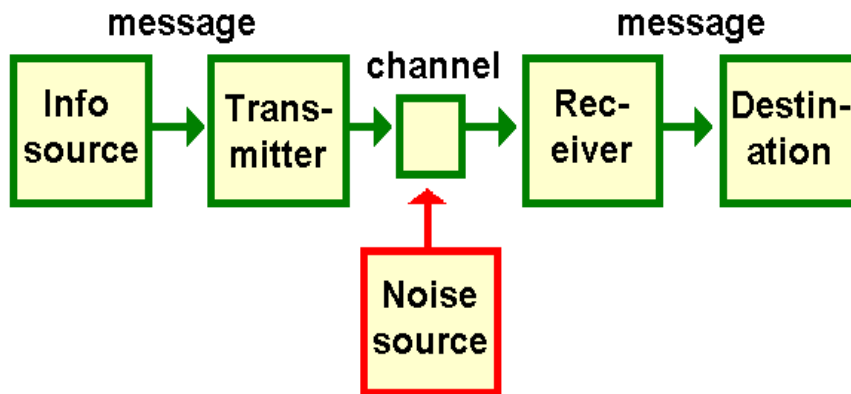 message
message
channel
Info
source
Trans-
mitter
Rec-
eiver
Destin-
ation
Noise
source